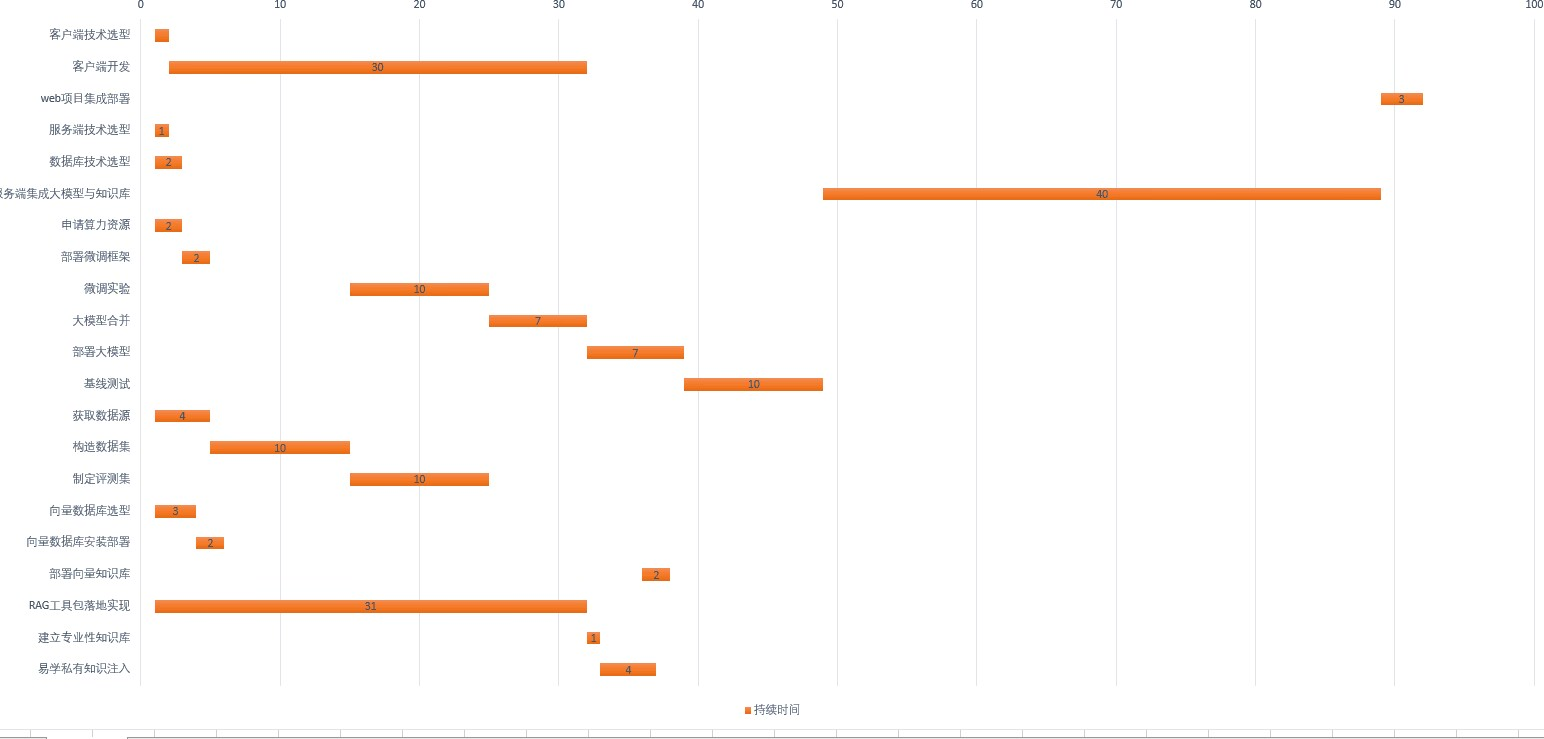 0 10 20 30 40 50 60 70 80 90 100
客户端技术选型
客户端开发 30
web项目集成部署 3
服务端技术选型 1
数据库技术选型 2
务端集成大模型与知识库 40
申请算力资源 2
部署微调框架 2
微调实验 10
大模型合并 7
部署大模型 7
基线测试 10
获取数据源 4
构造数据集 10
制定评测集 10
向量数据库选型 3
向量数据库安装部署 2
部署向量知识库 2
RAG工具包落地实现 31
建立专业性知识库 1
易学私有知识注入 4
持续时间